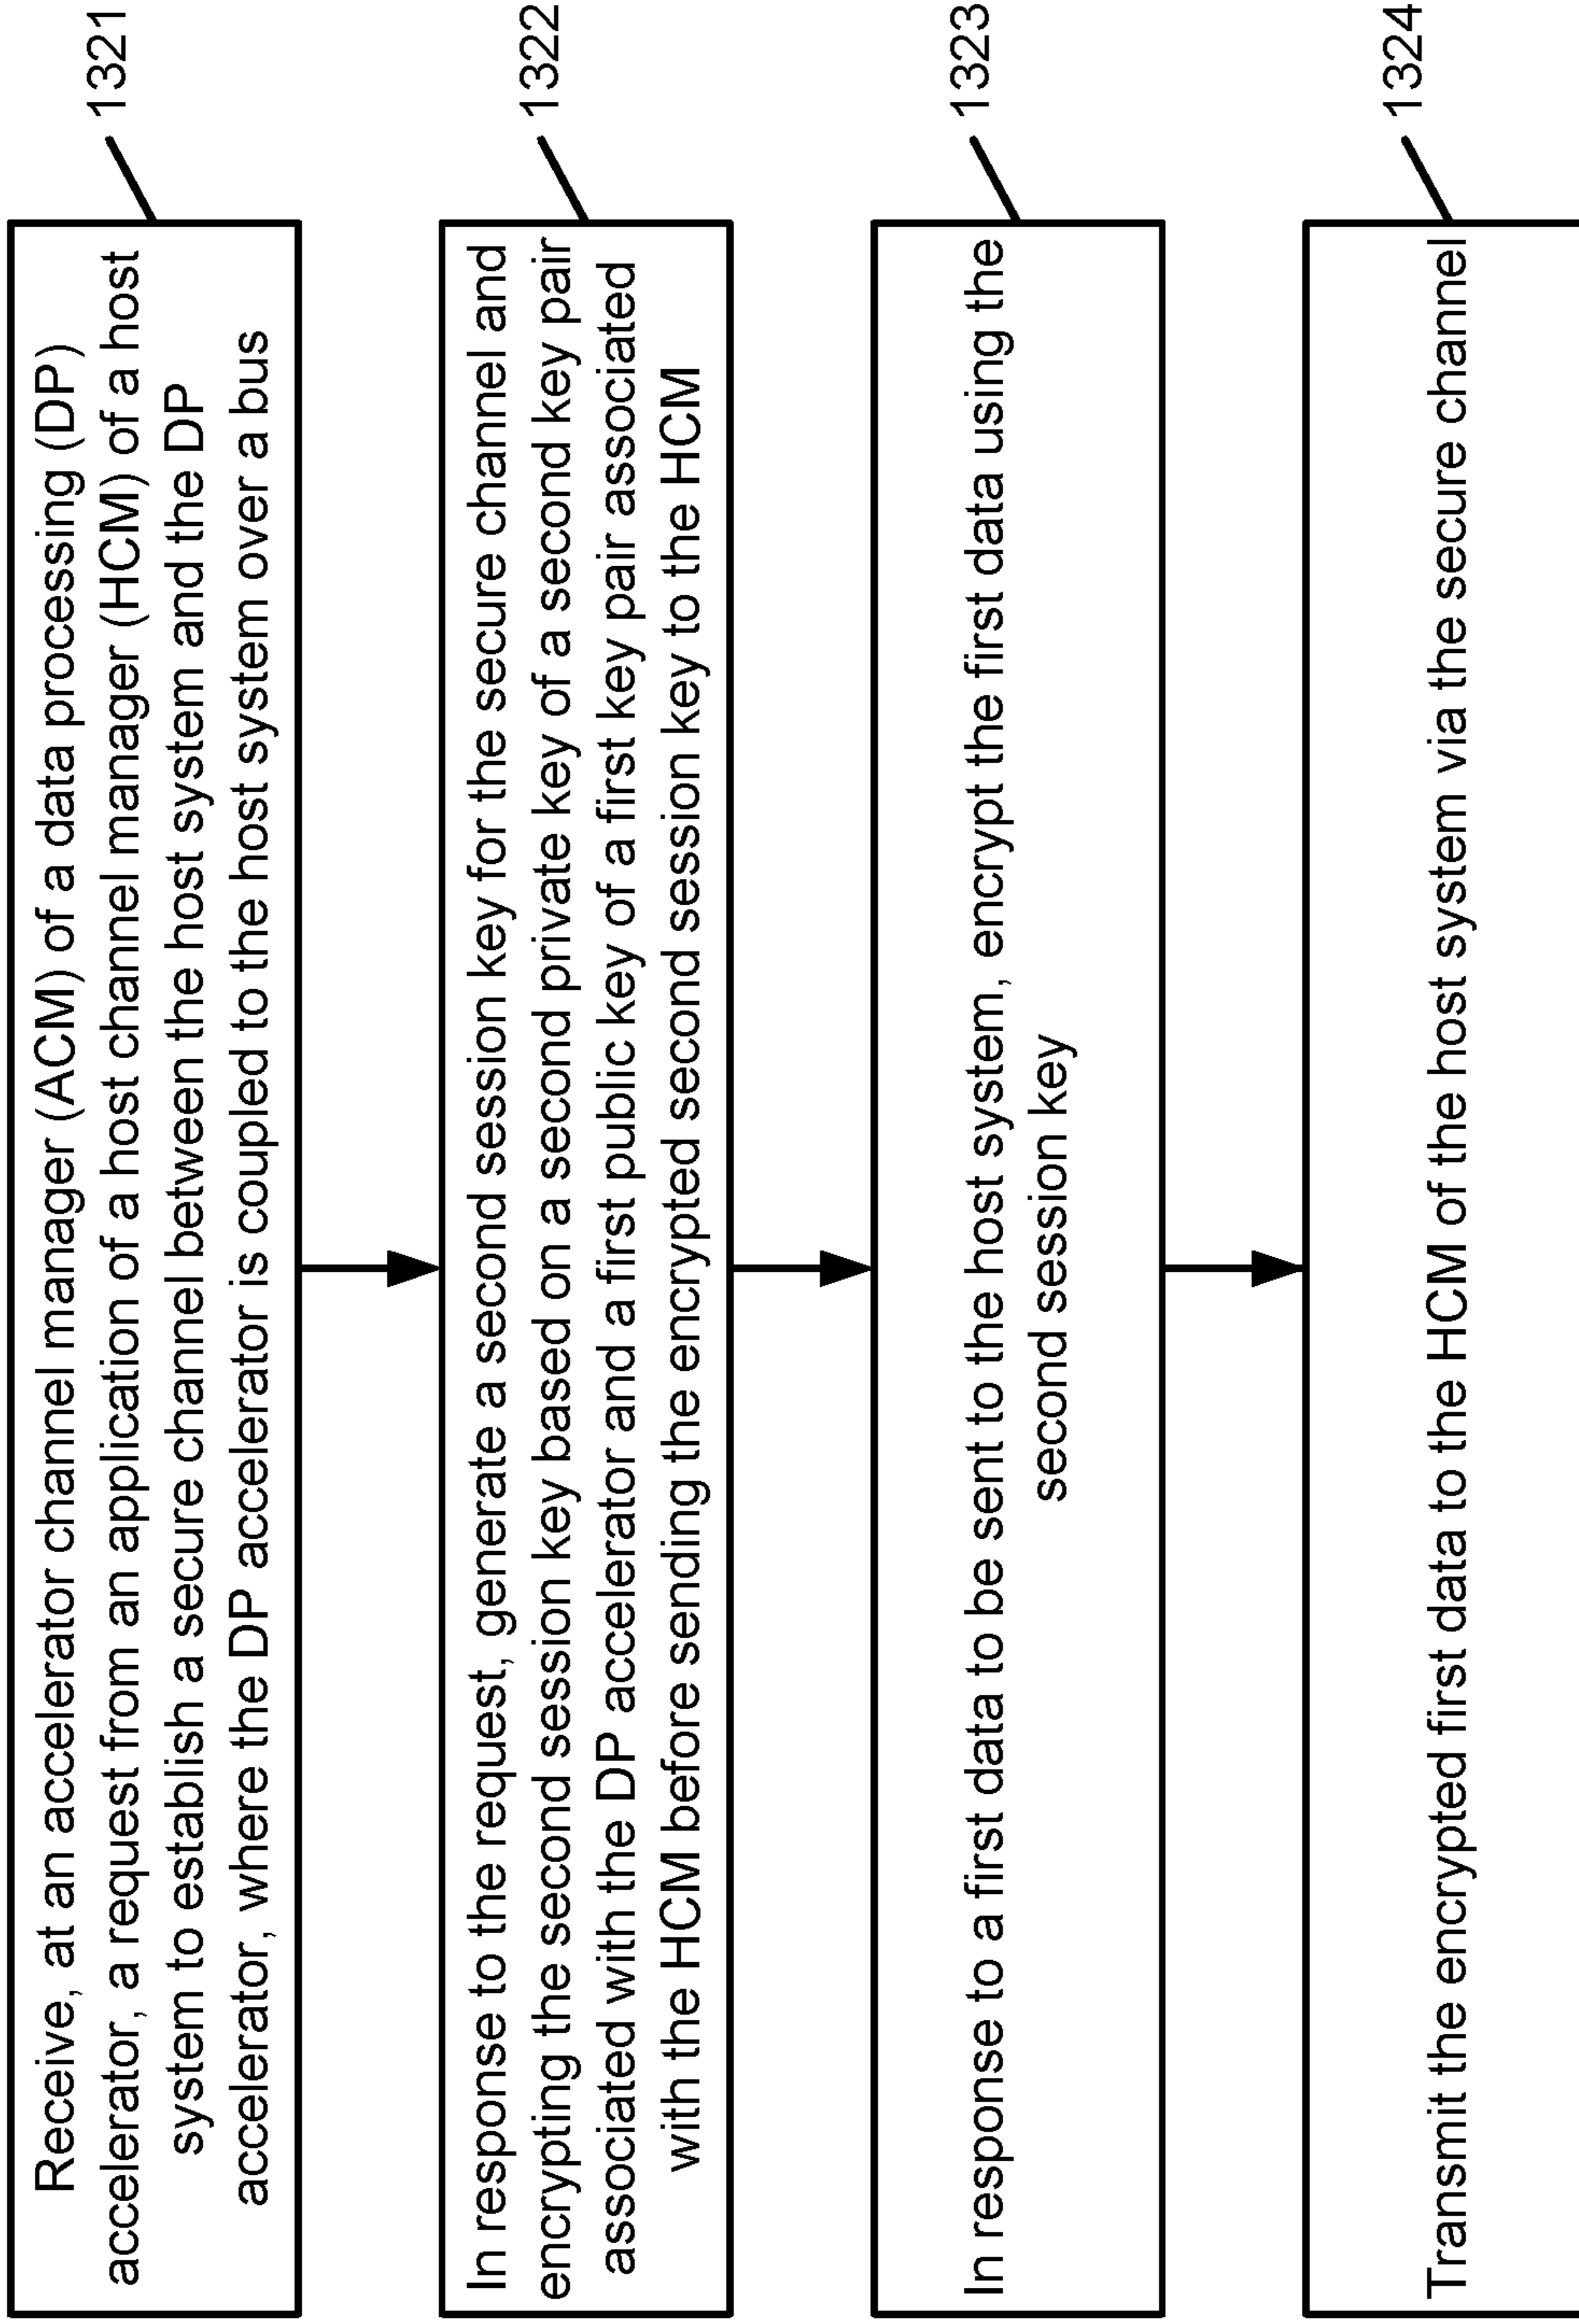 Receive, at an accelerator channel manager (ACM) of a data processing (DP)
accelerator, a request from an application of a host channel manager (HCM) of a host
system to establish a secure channel between the host system and the DP
accelerator, where the DP accelerator is coupled to the host system over a bus
1321
In response to the request, generate a second session key for the secure channel and
encrypting the second session key based on a second private key of a second key pair
associated with the DP accelerator and a first public key of a first key pair associated
with the HCM before sending the encrypted second session key to the HCM
1322
In response to a first data to be sent to the host system, encrypt the first data using the
second session key
1323
Transmit the encrypted first data to the HCM of the host system via the secure channel
1324